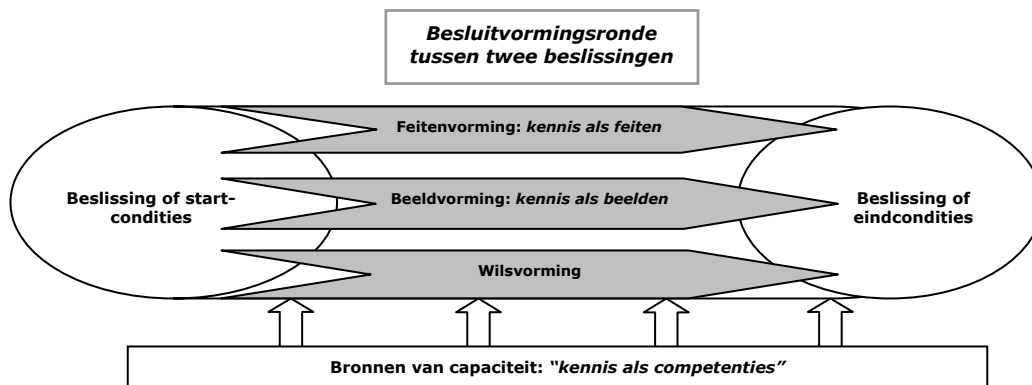 Besluitvormingsronde
tussen twee beslissingen
Feitenvorming: kennis als feiten
Beslissing of start-
condities
Beeldvorming: kennis als beelden
Beslissing of
eindcondities
Wilsvorming
Bronnen van capaciteit: “kennis als competenties”